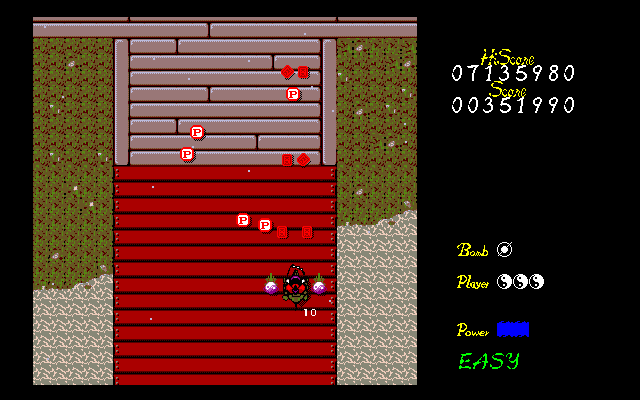 HiScore
07135980
Score
00351990
P
P
P
P
P
Bomb
Player
10
Power
EASY